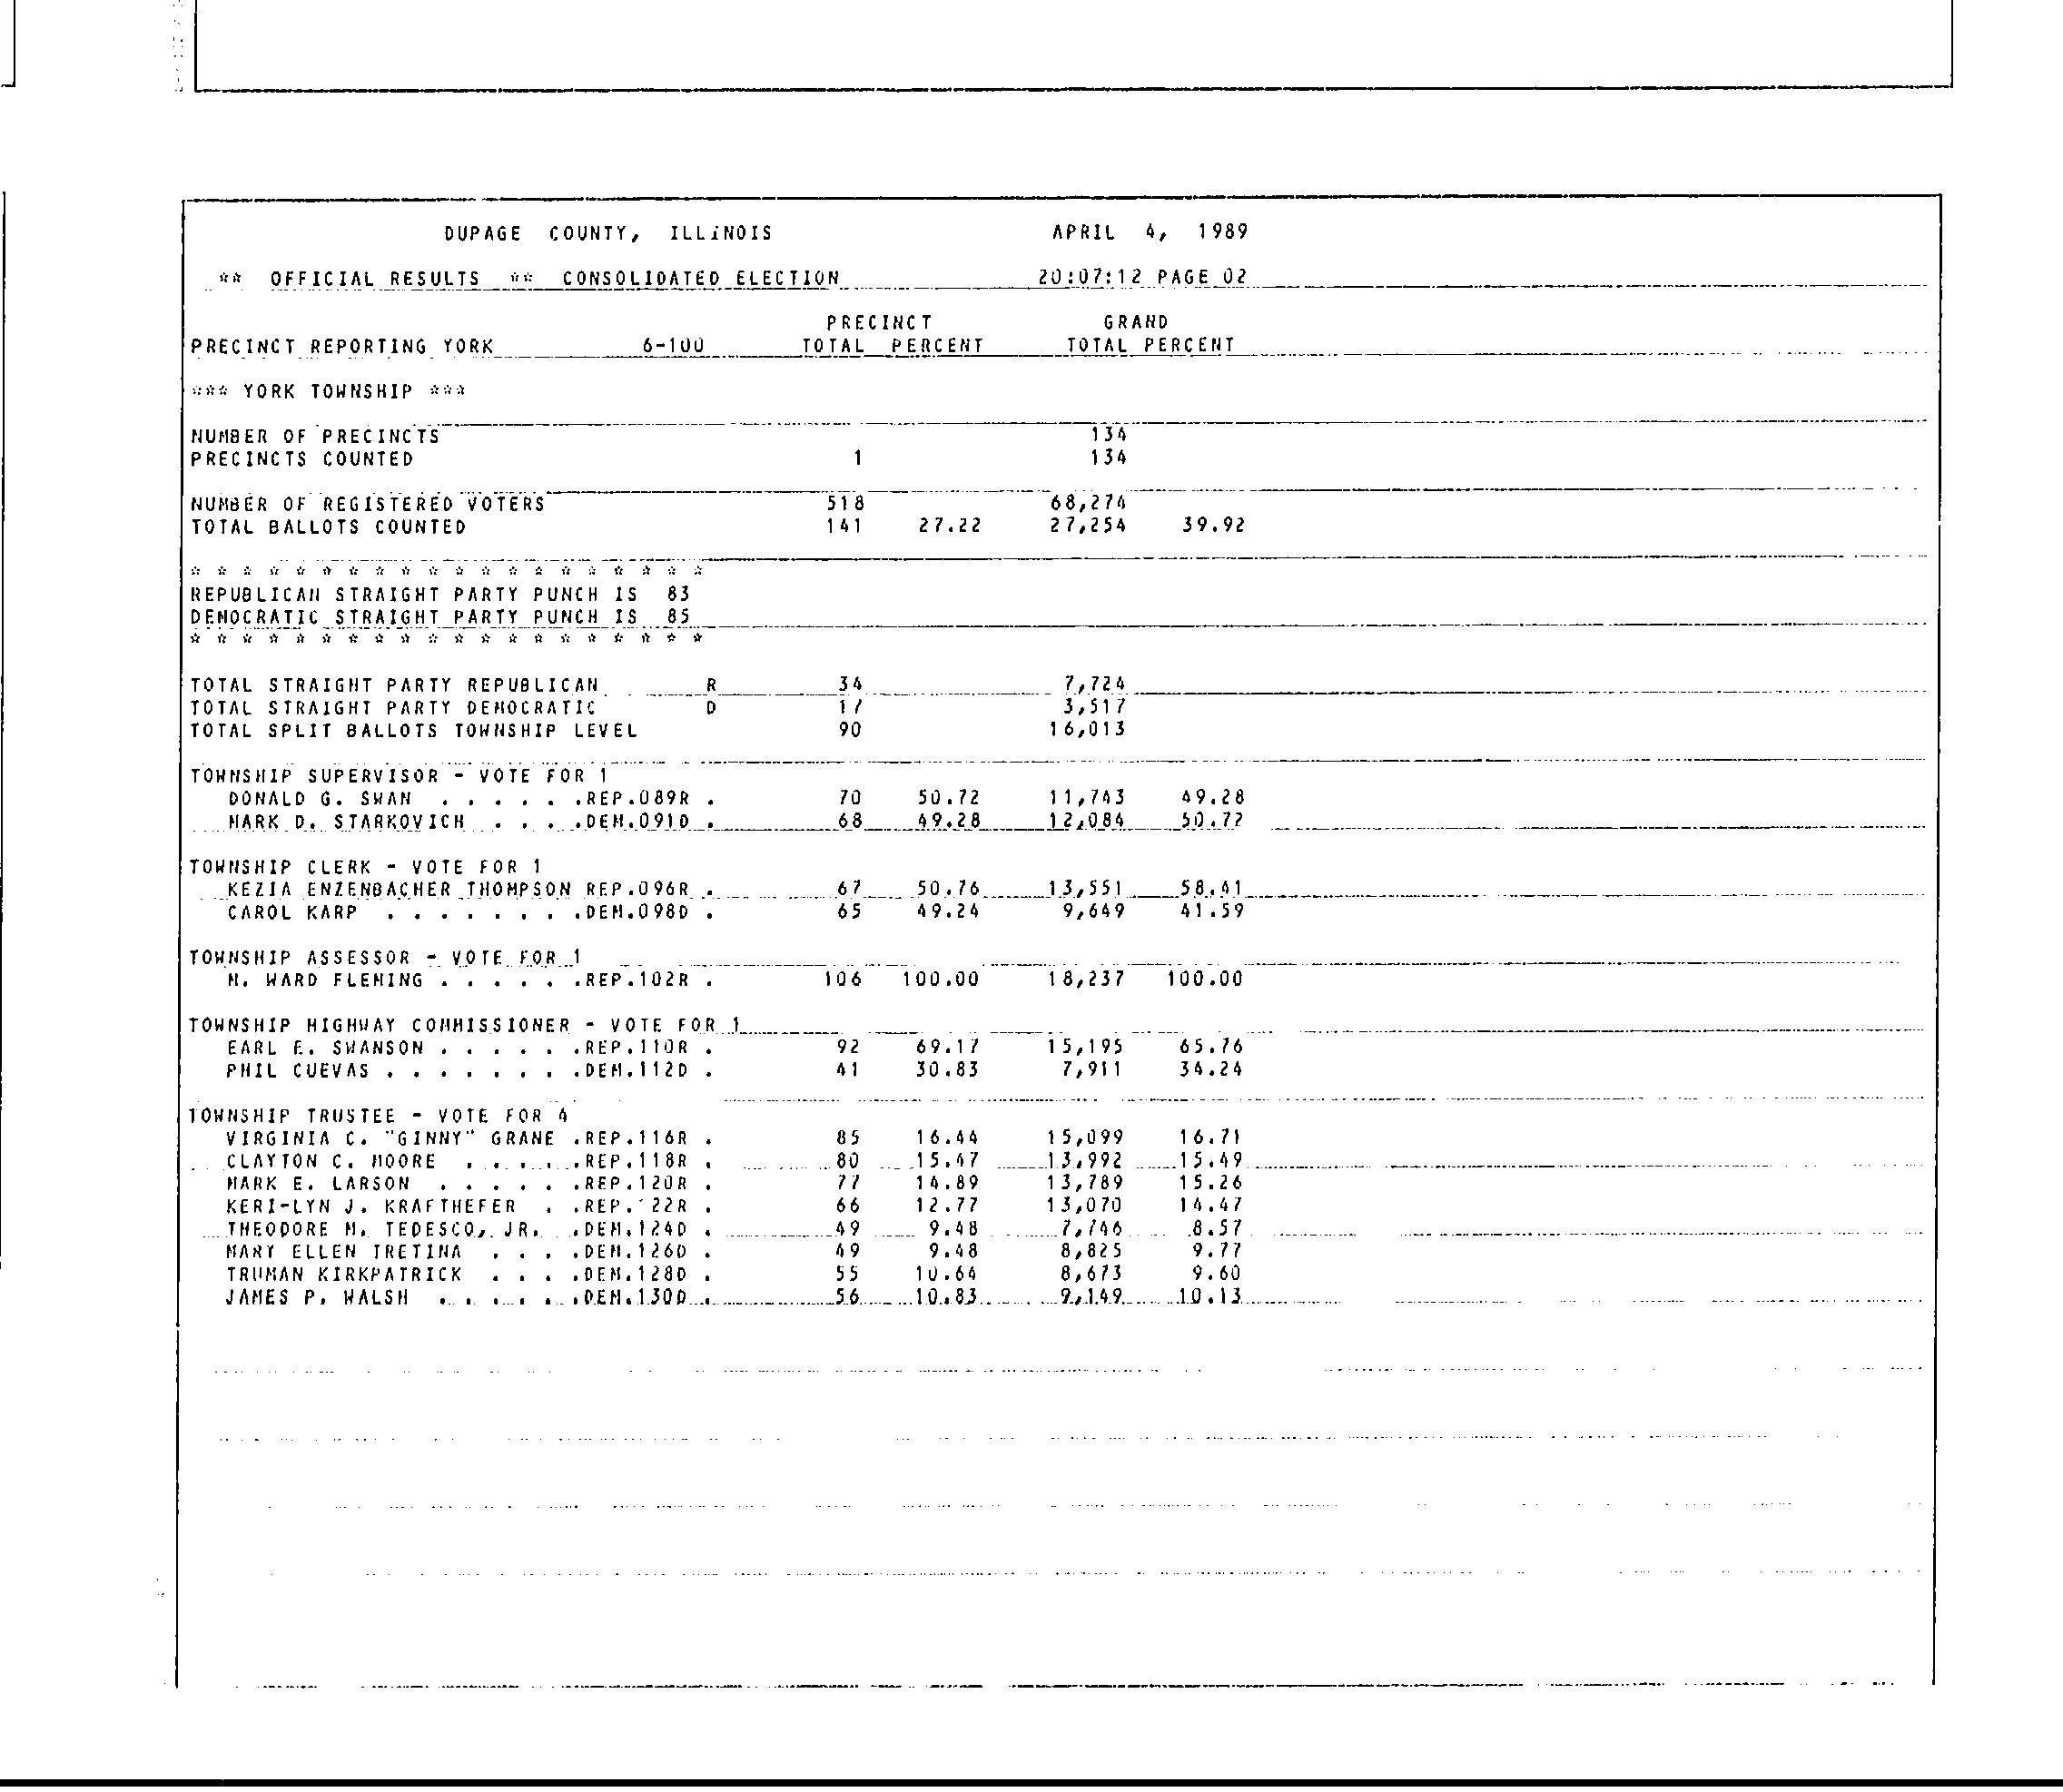 DUPAGE COUNTY, ILLINOIS APRIL 4, 1989
** OFFICIAL RESULTS ** CONSOLIDATED ELECTION 20:07:12 PAGE 02
PRECINCT GRAND
PRECINCT REPORTING YORK 6-100 TOTAL PERCENT TOTAL PERCENT
*** YORK TOWNSHIP ***
NUMBER OF PRECINCTS 134
PRECINCTS COUNTED 1 134
NUMBER OF REGISTERED VOTERS 518 68,274
TOTAL BALLOTS COUNTED 141 27.22 27,254 39.92
* * * * * * * * * * * * * * * * * * * *
REPUBLICAN STRAIGHT PARTY PUNCH IS 83
DEMOCRATIC STRAIGHT PARTY PUNCH IS 85
* * * * * * * * * * * * * * * * * * * *
TOTAL STRAIGHT PARTY REPUBLICAN R 34 7,724
TOTAL STRAIGHT PARTY DEMOCRATIC D 17 3,517
TOTAL SPLIT BALLOTS TOWNSHIP LEVEL 90 16,013
TOWNSHIP SUPERVISOR - VOTE FOR 1
DONALD G. SWAN . . . . . .REP.089R . 70 50.72 11,743 49.28
MARK D. STARKOVICH . . . .DEM.091D . 68 49.28 12,084 50.72
TOWNSHIP CLERK - VOTE FOR 1
KEZIA ENZENBACHER THOMPSON REP.096R . 67 50.76 13,551 58.41
CAROL KARP . . . . . . . .DEM.098D . 65 49.24 9,649 41.59
TOWNSHIP ASSESSOR - VOTE FOR 1
M. WARD FLEMING . . . . . .REP.102R . 106 100.00 18,237 100.00
TOWNSHIP HIGHWAY COMMISSIONER - VOTE FOR 1
EARL E. SWANSON . . . . . .REP.110R . 92 69.17 15,195 65.76
PHIL CUEVAS . . . . . . . .DEM.112D . 41 30.83 7,911 34.24
TOWNSHIP TRUSTEE - VOTE FOR 4
VIRGINIA C. "GINNY" GRANE .REP.116R . 85 16.44 15,099 16.71
CLAYTON C. MOORE . . . . .REP.118R . 80 15.47 13,992 15.49
MARK E. LARSON . . . . . .REP.120R . 77 14.89 13,789 15.26
KERI-LYN J. KRAFTHEFER . .REP.122R . 66 12.77 13,070 14.47
THEODORE M. TEDESCO, JR. .DEM.124D . 49 9.48 7,746 8.57
MARY ELLEN TRETINA . . . .DEM.126D . 49 9.48 8,825 9.77
TRUMAN KIRKPATRICK . . . .DEM.128D . 55 10.64 8,673 9.60
JAMES P. WALSH . . . . . .DEM.130D . 56 10.83 9,149 10.13